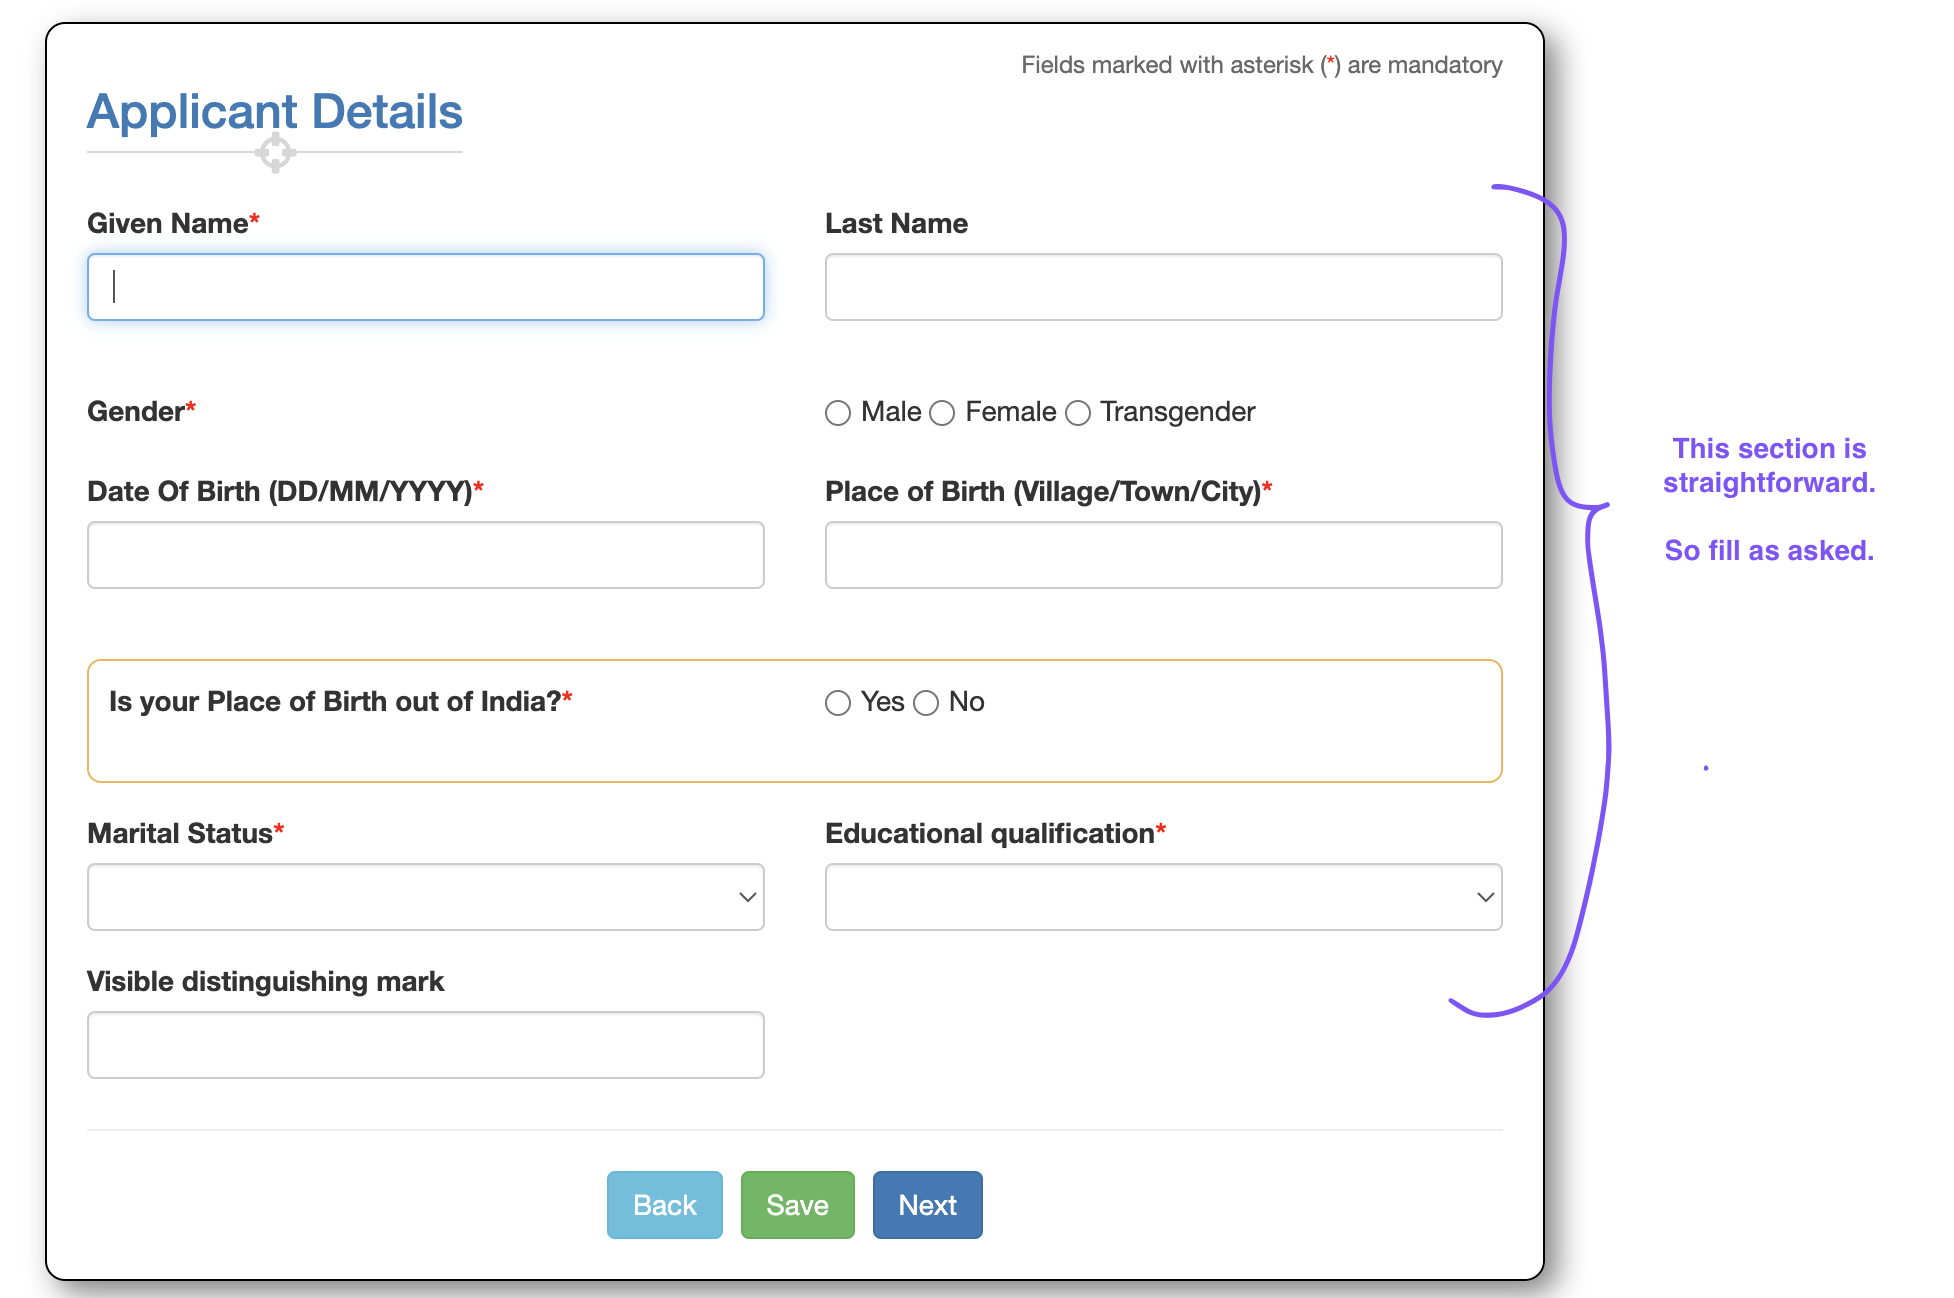 Fields marked with asterisk (*) are mandatory
Applicant Details
Given Name*
Last Name
Gender*
Male Female Transgender
Date Of Birth (DD/MM/YYYY)*
Place of Birth (Village/Town/City)*
Is your Place of Birth out of India?*
Yes No
Marital Status*
Educational qualification*
Visible distinguishing mark
Back
Save
Next
This section is
straightforward.
So fill as asked.